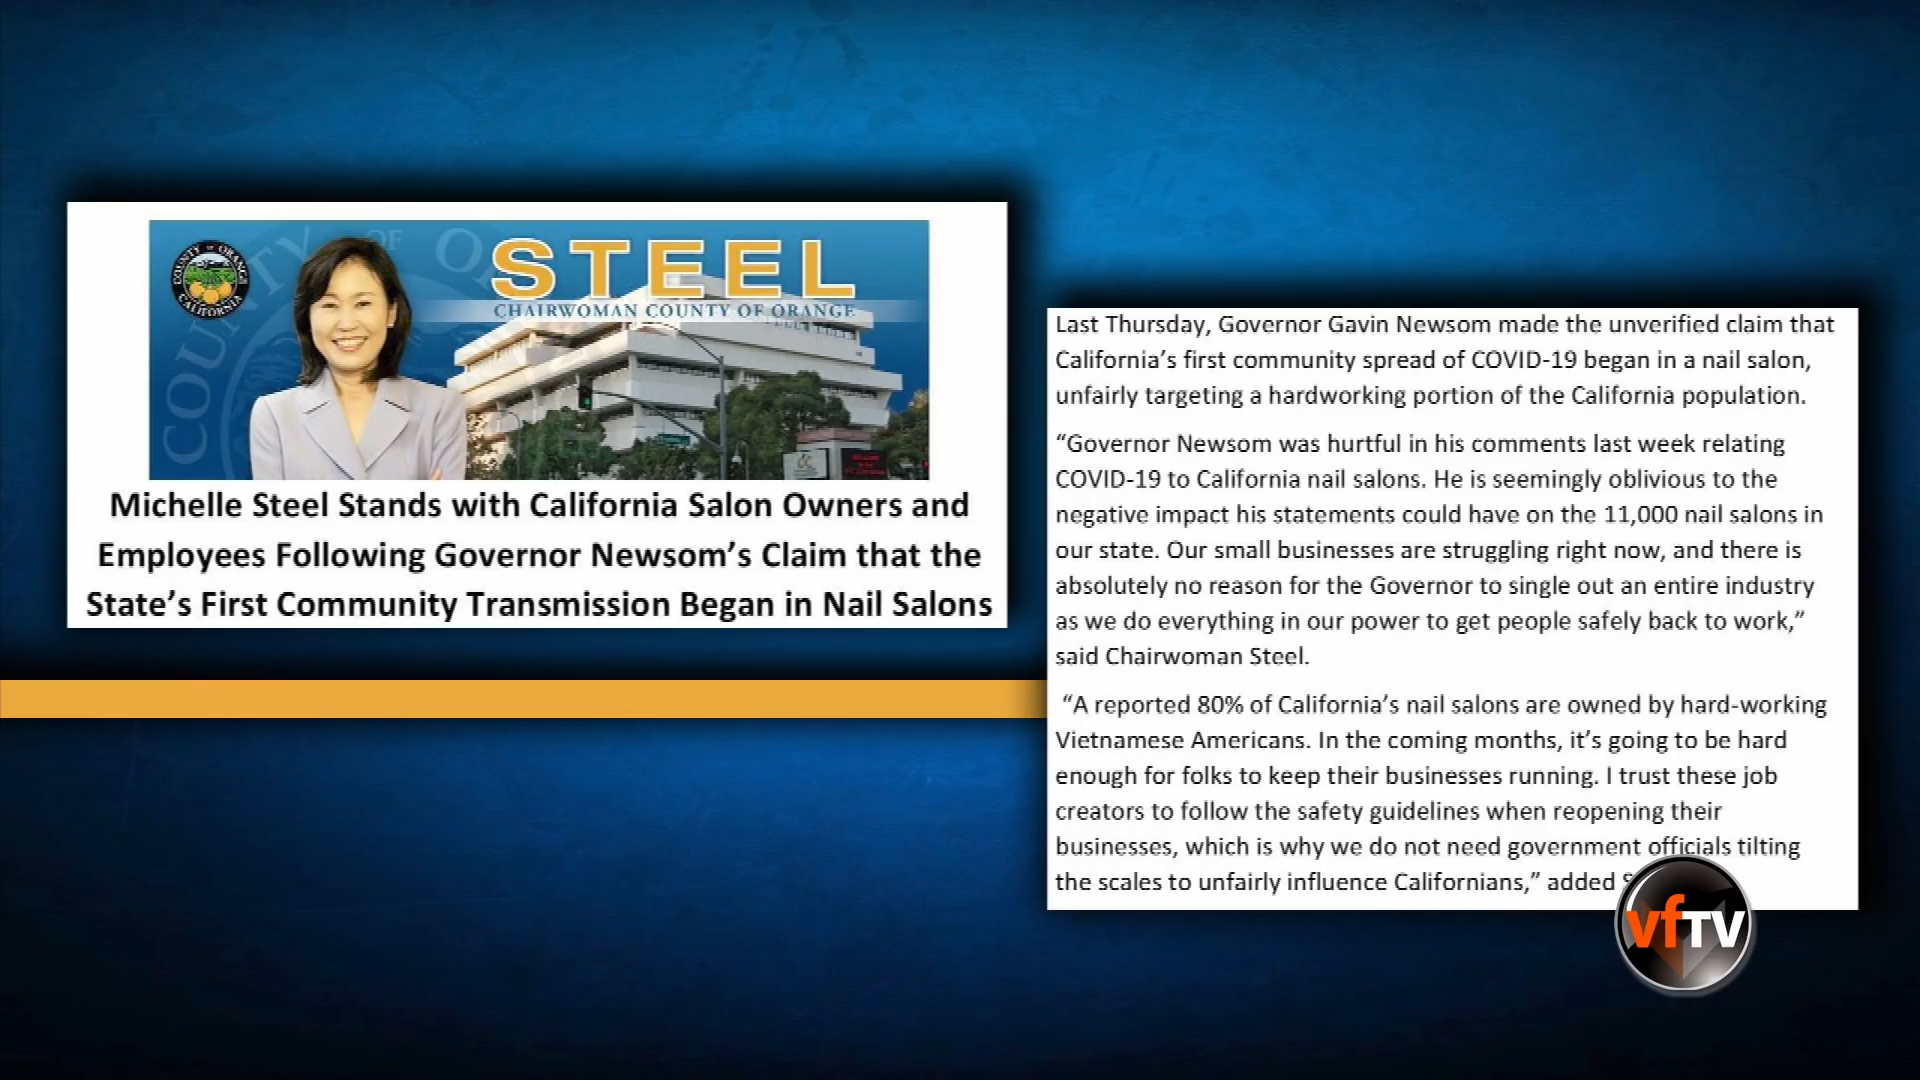 COUNTY OF ORANGE
CALIFORNIA
COUNTY OF OR
STEEL
CHAIRWOMAN COUNTY OF ORANGE
Michelle Steel Stands with California Salon Owners and
Employees Following Governor Newsom’s Claim that the
State’s First Community Transmission Began in Nail Salons
Last Thursday, Governor Gavin Newsom made the unverified claim that
California’s first community spread of COVID-19 began in a nail salon,
unfairly targeting a hardworking portion of the California population.
“Governor Newsom was hurtful in his comments last week relating
COVID-19 to California nail salons. He is seemingly oblivious to the
negative impact his statements could have on the 11,000 nail salons in
our state. Our small businesses are struggling right now, and there is
absolutely no reason for the Governor to single out an entire industry
as we do everything in our power to get people safely back to work,”
said Chairwoman Steel.
“A reported 80% of California’s nail salons are owned by hard-working
Vietnamese Americans. In the coming months, it’s going to be hard
enough for folks to keep their businesses running. I trust these job
creators to follow the safety guidelines when reopening their
businesses, which is why we do not need government officials tilting
the scales to unfairly influence Californians,” added
vfTV